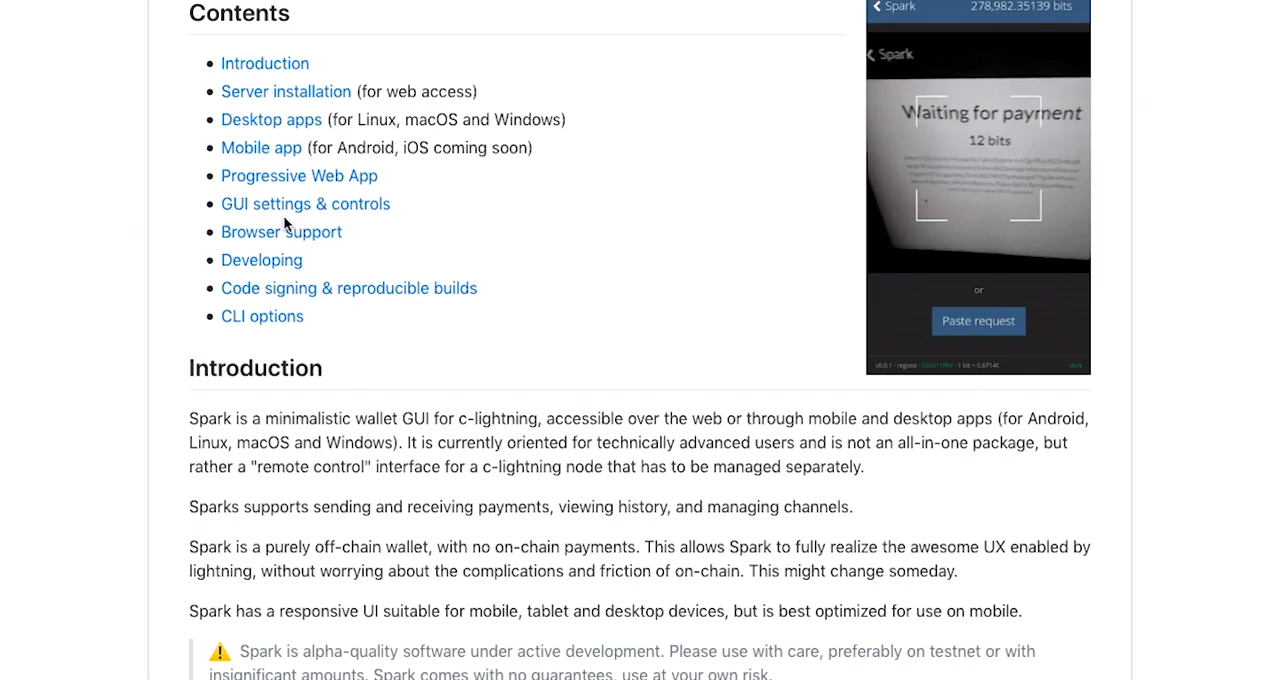 Contents
Spark 278,982.35139 bits
Spark
Introduction
Server installation (for web access)
Desktop apps (for Linux, macOS and Windows)
Mobile app (for Android, iOS coming soon)
Progressive Web App
GUI settings & controls
Browser support
Developing
Code signing & reproducible builds
CLI options
Waiting for payment
12 bits
or
Paste request
Introduction
Spark is a minimalistic wallet GUI for c-lightning, accessible over the web or through mobile and desktop apps (for Android,
Linux, macOS and Windows). It is currently oriented for technically advanced users and is not an all-in-one package, but
rather a "remote control" interface for a c-lightning node that has to be managed separately.
Sparks supports sending and receiving payments, viewing history, and managing channels.
Spark is a purely off-chain wallet, with no on-chain payments. This allows Spark to fully realize the awesome UX enabled by
lightning, without worrying about the complications and friction of on-chain. This might change someday.
Spark has a responsive UI suitable for mobile, tablet and desktop devices, but is best optimized for use on mobile.
Spark is alpha-quality software under active development. Please use with care, preferably on testnet or with
insignificant amounts. Spark comes with no guarantees, use at your own risk.